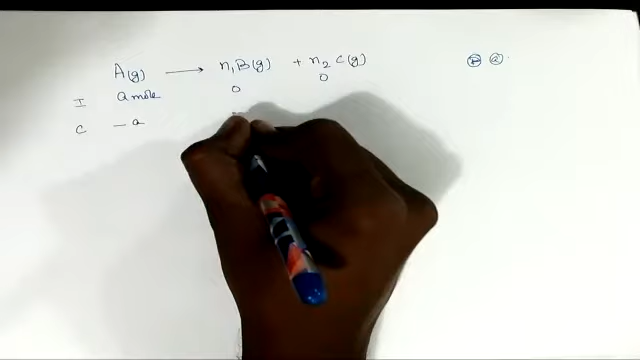 A(g) ⟶ n₁B(g) + n₂C(g)
I a mole 0 0
C - a